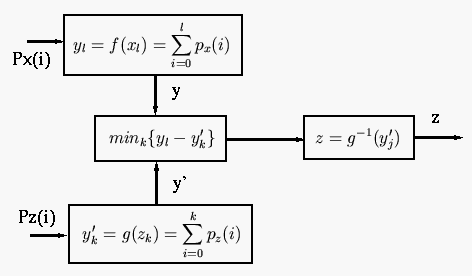 Px(i)
y_l = f(x_l) = \sum_{i=0}^{l} p_x(i)
y
min_k{y_l − y'_k}
z = g^{−1}(y'_j)
z
y'
Pz(i)
y'_k = g(z_k) = \sum_{i=0}^{k} p_z(i)